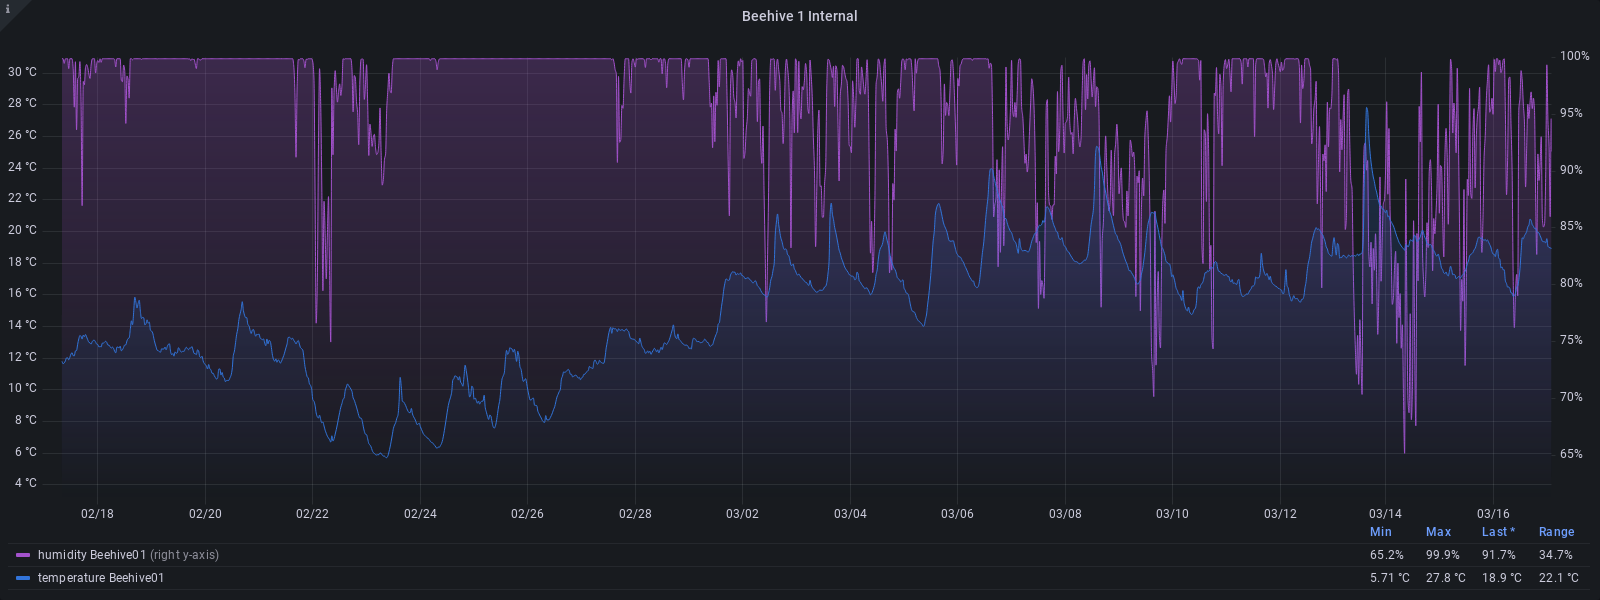 i
Beehive 1 Internal
30 °C
28 °C
26 °C
24 °C
22 °C
20 °C
18 °C
16 °C
14 °C
12 °C
10 °C
8 °C
6 °C
4 °C
100%
95%
90%
85%
80%
75%
70%
65%
02/18 02/20 02/22 02/24 02/26 02/28 03/02 03/04 03/06 03/08 03/10 03/12 03/14 03/16
Min Max Last * Range
humidity Beehive01 (right y-axis) 65.2% 99.9% 91.7% 34.7%
temperature Beehive01 5.71 °C 27.8 °C 18.9 °C 22.1 °C